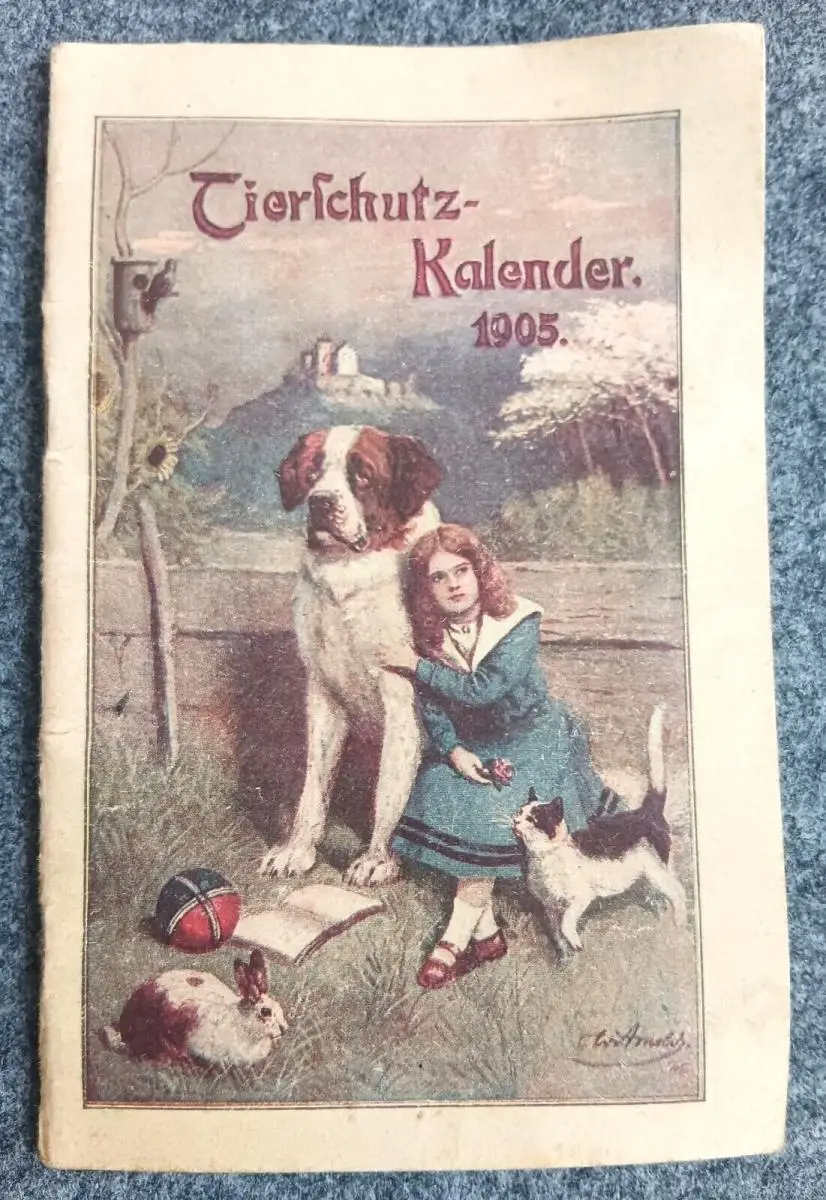 Tierſchutz-
Kalender.
1905.